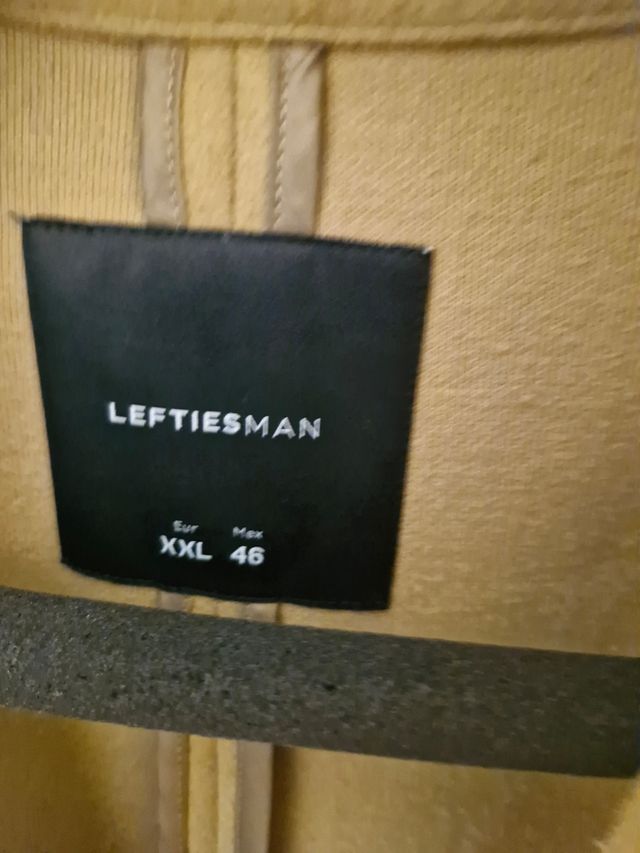 LEFTIESMAN
Eur Mex
XXL 46